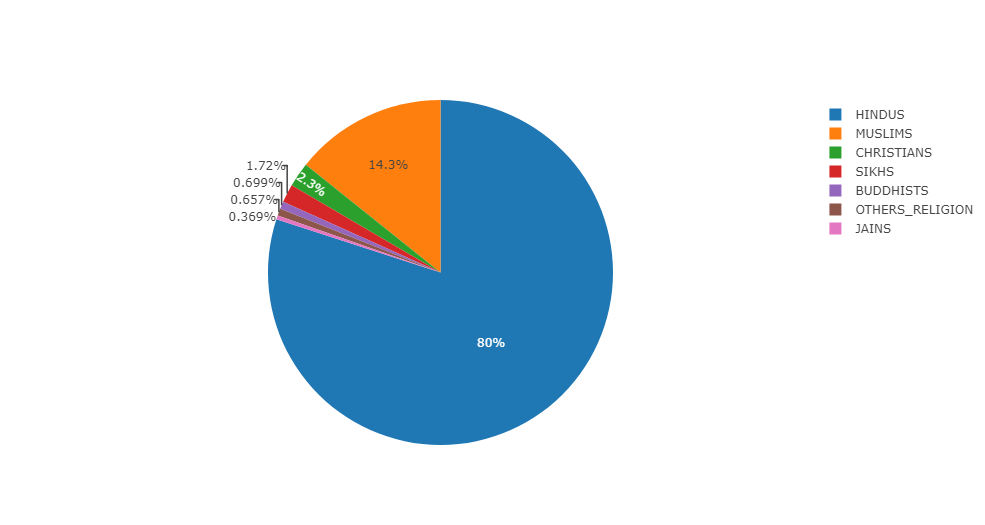 14.3%
2.3%
1.72%
0.699%
0.657%
0.369%
80%
HINDUS
MUSLIMS
CHRISTIANS
SIKHS
BUDDHISTS
OTHERS_RELIGION
JAINS